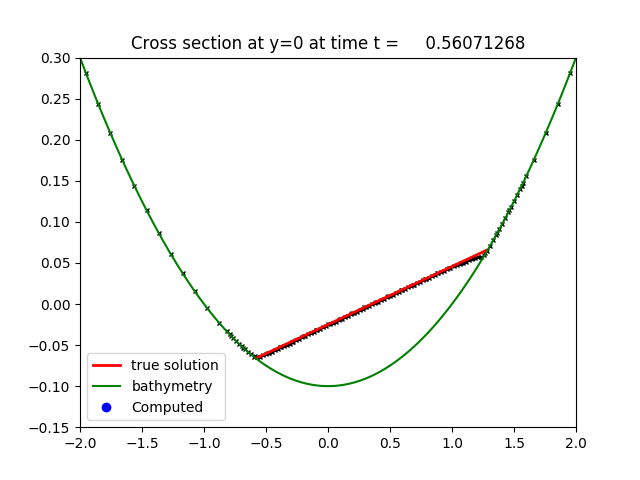 Cross section at y=0 at time t = 0.56071268
0.30
0.25
0.20
0.15
0.10
0.05
0.00
−0.05
−0.10
−0.15
true solution
bathymetry
Computed
−2.0 −1.5 −1.0 −0.5 0.0 0.5 1.0 1.5 2.0